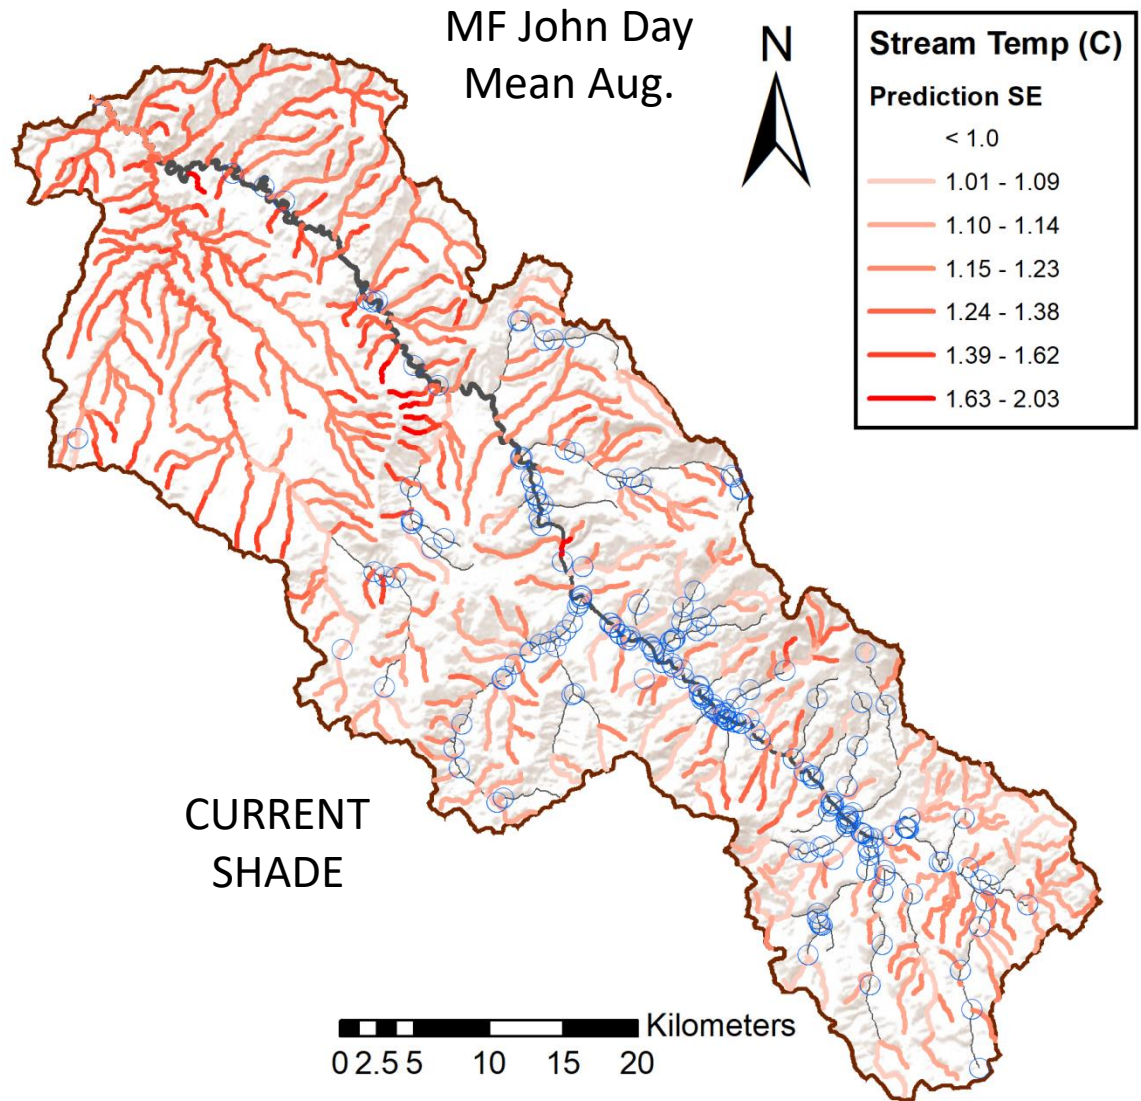 MF John Day
Mean Aug.
N
Stream Temp (C)
Prediction SE
< 1.0
1.01 - 1.09
1.10 - 1.14
1.15 - 1.23
1.24 - 1.38
1.39 - 1.62
1.63 - 2.03
CURRENT
SHADE
Kilometers
0 2.5 5 10 15 20